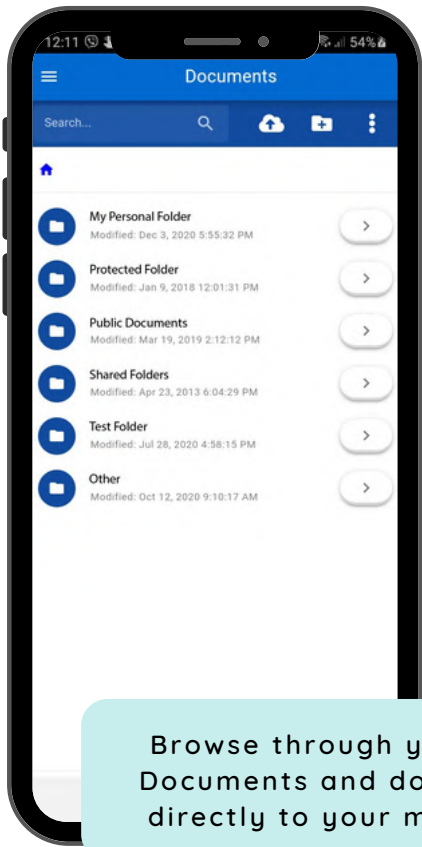 12:11 54%
Documents
Search...
My Personal Folder
Modified: Dec 3, 2020 5:55:32 PM
Protected Folder
Modified: Jan 9, 2018 12:01:31 PM
Public Documents
Modified: Mar 19, 2019 2:12:12 PM
Shared Folders
Modified: Apr 23, 2013 6:04:29 PM
Test Folder
Modified: Jul 28, 2020 4:58:15 PM
Other
Modified: Oct 12, 2020 9:10:17 AM
Browse through y
Documents and do
directly to your m